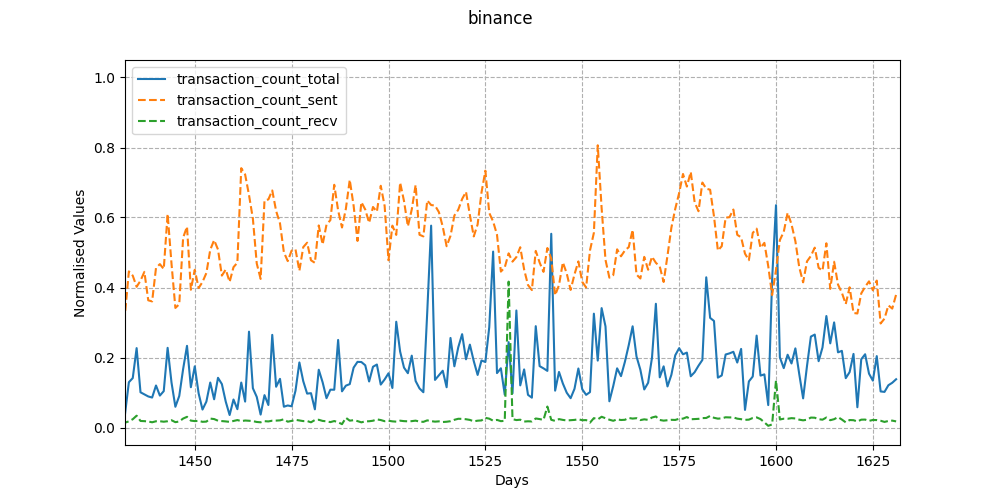 binance
transaction_count_total
transaction_count_sent
transaction_count_recv
Normalised Values
1.0
0.8
0.6
0.4
0.2
0.0
1450 1475 1500 1525 1550 1575 1600 1625
Days